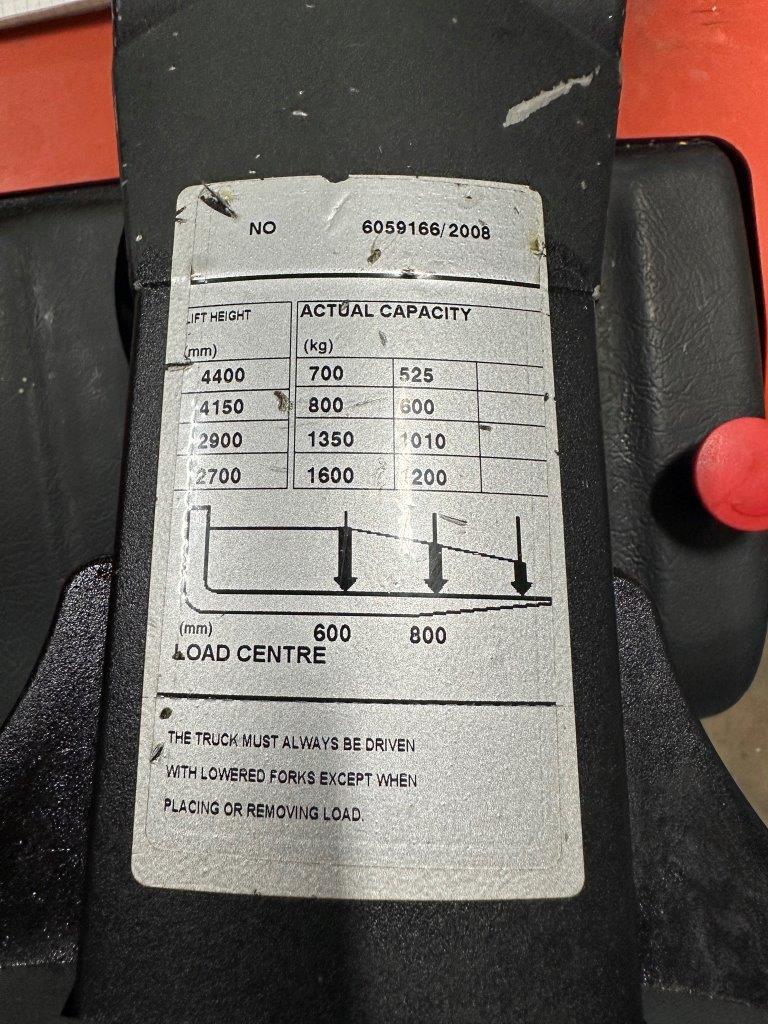 NO 6059166/2008
LIFT HEIGHT ACTUAL CAPACITY
(mm) (kg)
4400 700 525
4150 800 600
2900 1350 1010
2700 1600 1200
(mm) 600 800
LOAD CENTRE
THE TRUCK MUST ALWAYS BE DRIVEN
WITH LOWERED FORKS EXCEPT WHEN
PLACING OR REMOVING LOAD.